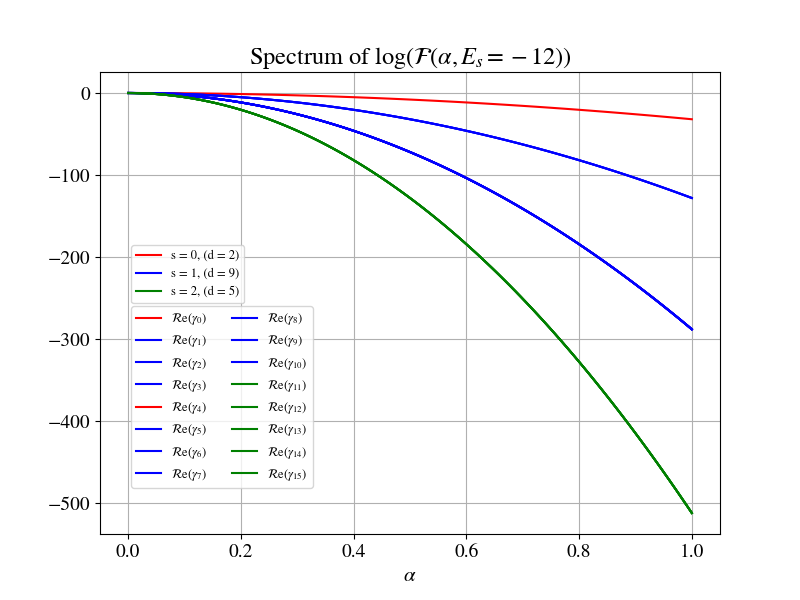 Spectrum of log(ℱ(α, E_s = −12))
0
−100
−200
−300
−400
−500
s = 0, (d = 2)
s = 1, (d = 9)
s = 2, (d = 5)
ℛe(γ₀)
ℛe(γ₁)
ℛe(γ₂)
ℛe(γ₃)
ℛe(γ₄)
ℛe(γ₅)
ℛe(γ₆)
ℛe(γ₇)
ℛe(γ₈)
ℛe(γ₉)
ℛe(γ₁₀)
ℛe(γ₁₁)
ℛe(γ₁₂)
ℛe(γ₁₃)
ℛe(γ₁₄)
ℛe(γ₁₅)
0.0 0.2 0.4 0.6 0.8 1.0
α